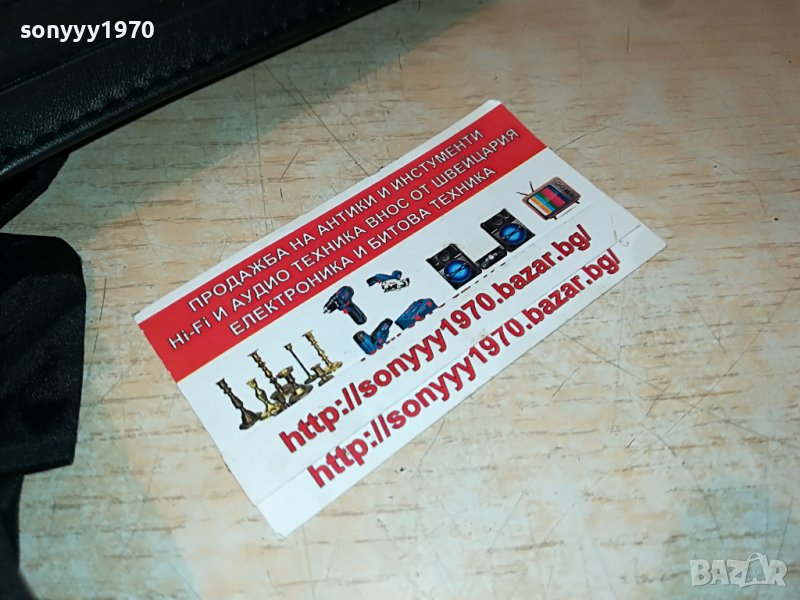 sonyyy1970
ПРОДАЖБА НА АНТИКИ И ИНСТУМЕНТИ
Hi-Fi И АУДИО ТЕХНИКА ВНОС ОТ ШВЕЙЦАРИЯ
ЕЛЕКТРОНИКА И БИТОВА ТЕХНИКА
http://sonyyy1970.bazar.bg/
http://sonyyy1970.bazar.bg/
BAZAR